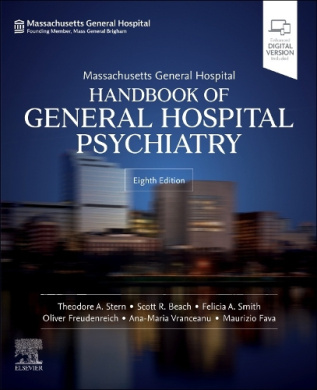 Massachusetts General Hospital
Founding Member, Mass General Brigham
Enhanced
DIGITAL
VERSION
Included
Massachusetts General Hospital
HANDBOOK OF
GENERAL HOSPITAL
PSYCHIATRY
Eighth Edition
Theodore A. Stern • Scott R. Beach • Felicia A. Smith
Oliver Freudenreich • Ana-Maria Vranceanu • Maurizio Fava
ELSEVIER